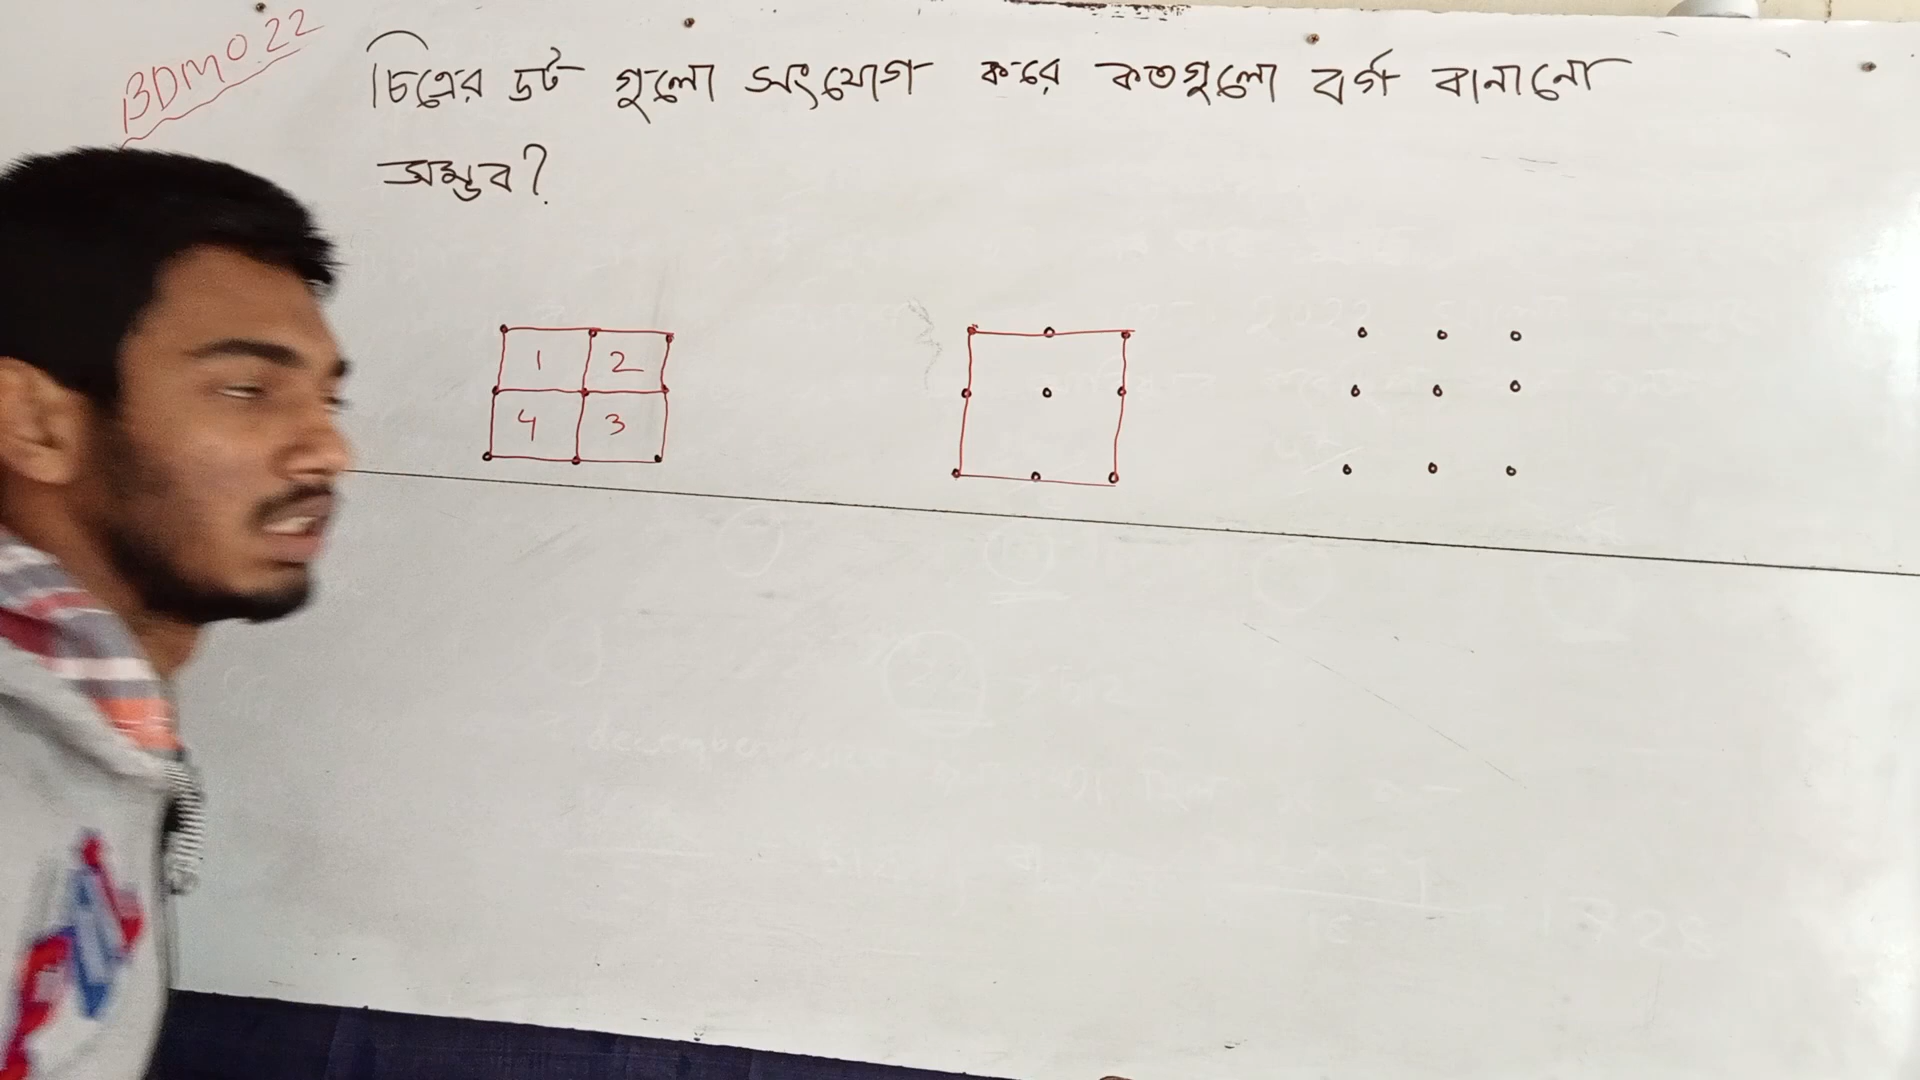 BDMO 22
চিত্রের ডট গুলো সংযোগ করে কতগুলো বর্গ বানানো
সম্ভব?
1 2
4 3